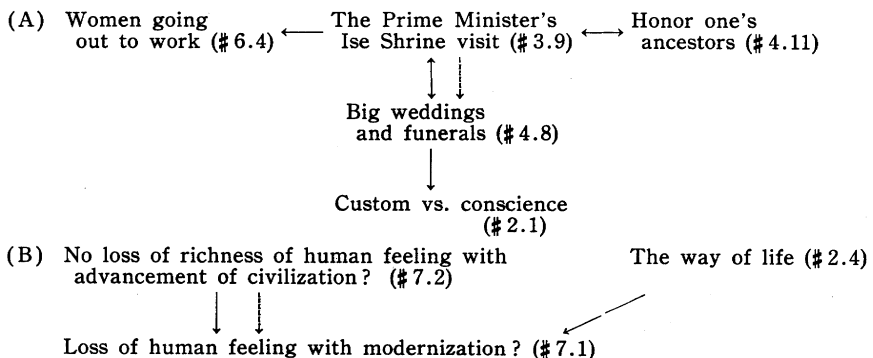 (A) Women going out to work (♯6.4)
The Prime Minister's Ise Shrine visit (♯3.9)
Honor one's ancestors (♯4.11)
Big weddings and funerals (♯4.8)
Custom vs. conscience (♯2.1)
(B) No loss of richness of human feeling with advancement of civilization? (♯7.2)
The way of life (♯2.4)
Loss of human feeling with modernization? (♯7.1)